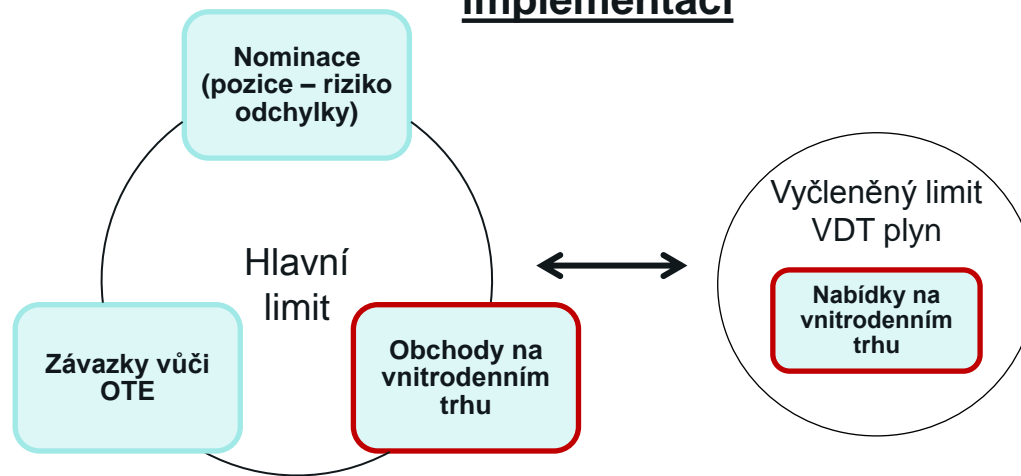 implementací
Nominace
(pozice – riziko
odchylky)
Hlavní
limit
Závazky vůči
OTE
Obchody na
vnitrodenním
trhu
Vyčleněný limit
VDT plyn
Nabídky na
vnitrodenním
trhu